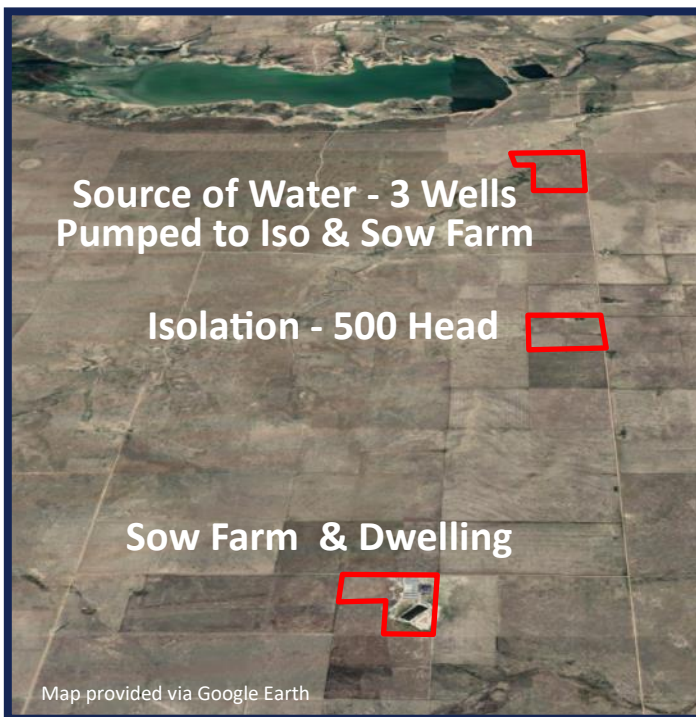 Source of Water - 3 Wells
Pumped to Iso & Sow Farm
Isolation - 500 Head
Sow Farm & Dwelling
Map provided via Google Earth